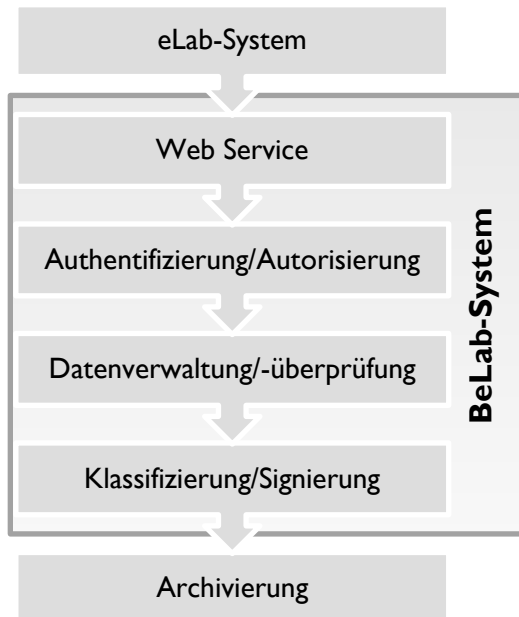 eLab-System
Web Service
Authentifizierung/Autorisierung
Datenverwaltung/-überprüfung
Klassifizierung/Signierung
BeLab-System
Archivierung